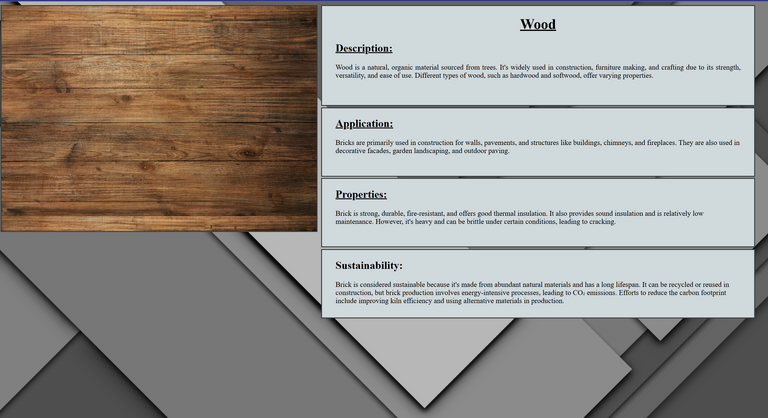 Wood
Description:
Wood is a natural, organic material sourced from trees. It's widely used in construction, furniture making, and crafting due to its strength,
versatility, and ease of use. Different types of wood, such as hardwood and softwood, offer varying properties.
Application:
Bricks are primarily used in construction for walls, pavements, and structures like buildings, chimneys, and fireplaces. They are also used in
decorative facades, garden landscaping, and outdoor paving.
Properties:
Brick is strong, durable, fire-resistant, and offers good thermal insulation. It also provides sound insulation and is relatively low
maintenance. However, it's heavy and can be brittle under certain conditions, leading to cracking.
Sustainability:
Brick is considered sustainable because it's made from abundant natural materials and has a long lifespan. It can be recycled or reused in
construction, but brick production involves energy-intensive processes, leading to CO₂ emissions. Efforts to reduce the carbon footprint
include improving kiln efficiency and using alternative materials in production.